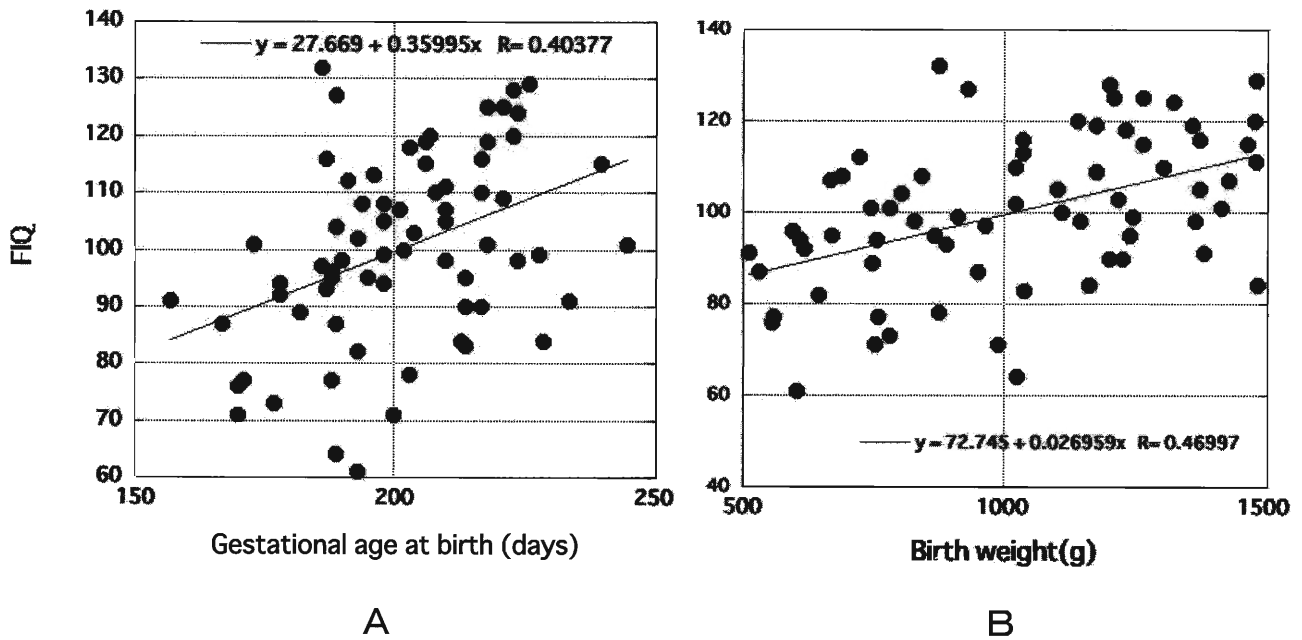 140
130
120
110
100
90
80
70
60
FIQ
y = 27.669 + 0.35995x R= 0.40377
150 200 250
Gestational age at birth (days)
A
140
120
100
80
60
40
y = 72.745 + 0.026959x R= 0.46997
500 1000 1500
Birth weight(g)
B